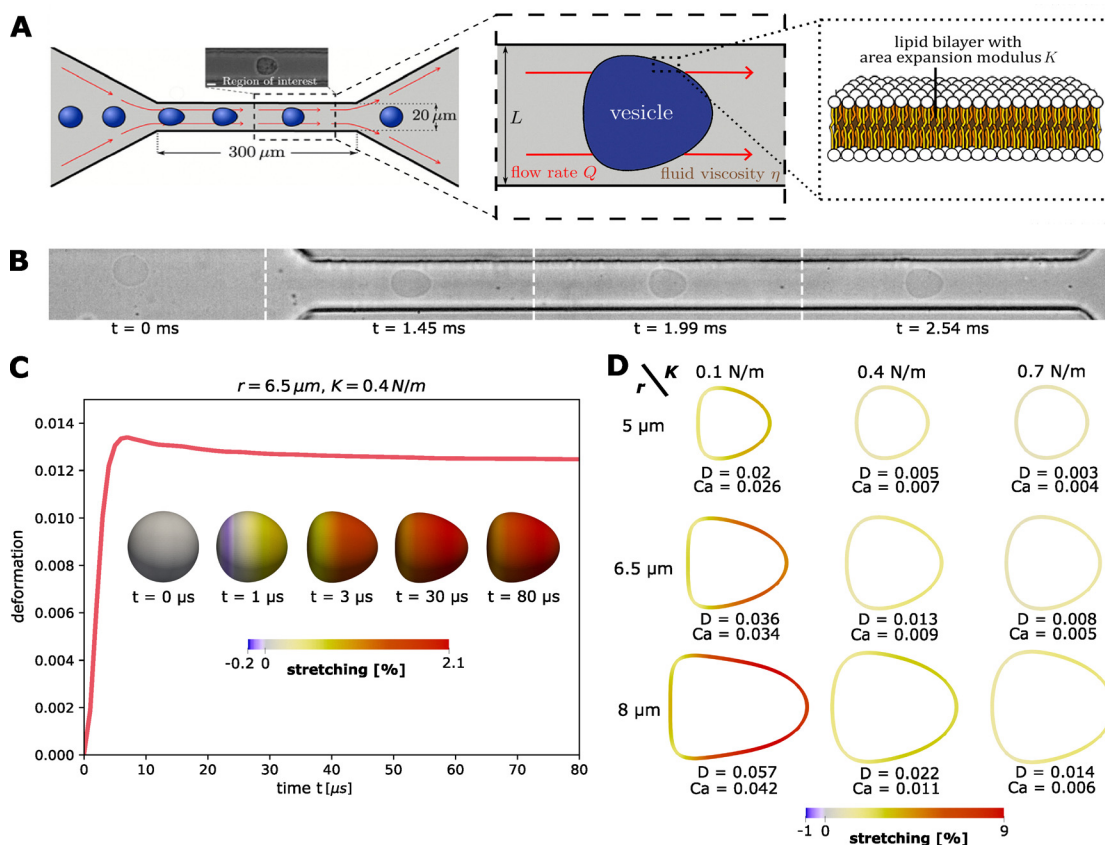 A
Region of interest
20 μm
300 μm
L
vesicle
flow rate Q
fluid viscosity η
lipid bilayer with
area expansion modulus K
B
t = 0 ms
t = 1.45 ms
t = 1.99 ms
t = 2.54 ms
C
r = 6.5 μm, K = 0.4 N/m
deformation
0.014
0.012
0.010
0.008
0.006
0.004
0.002
0.000
t = 0 μs
t = 1 μs
t = 3 μs
t = 30 μs
t = 80 μs
-0.2 0 2.1
stretching [%]
0 10 20 30 40 50 60 70 80
time t [μs]
D
r / K
0.1 N/m
0.4 N/m
0.7 N/m
5 μm
D = 0.02
Ca = 0.026
D = 0.005
Ca = 0.007
D = 0.003
Ca = 0.004
6.5 μm
D = 0.036
Ca = 0.034
D = 0.013
Ca = 0.009
D = 0.008
Ca = 0.005
8 μm
D = 0.057
Ca = 0.042
D = 0.022
Ca = 0.011
D = 0.014
Ca = 0.006
-1 0 9
stretching [%]